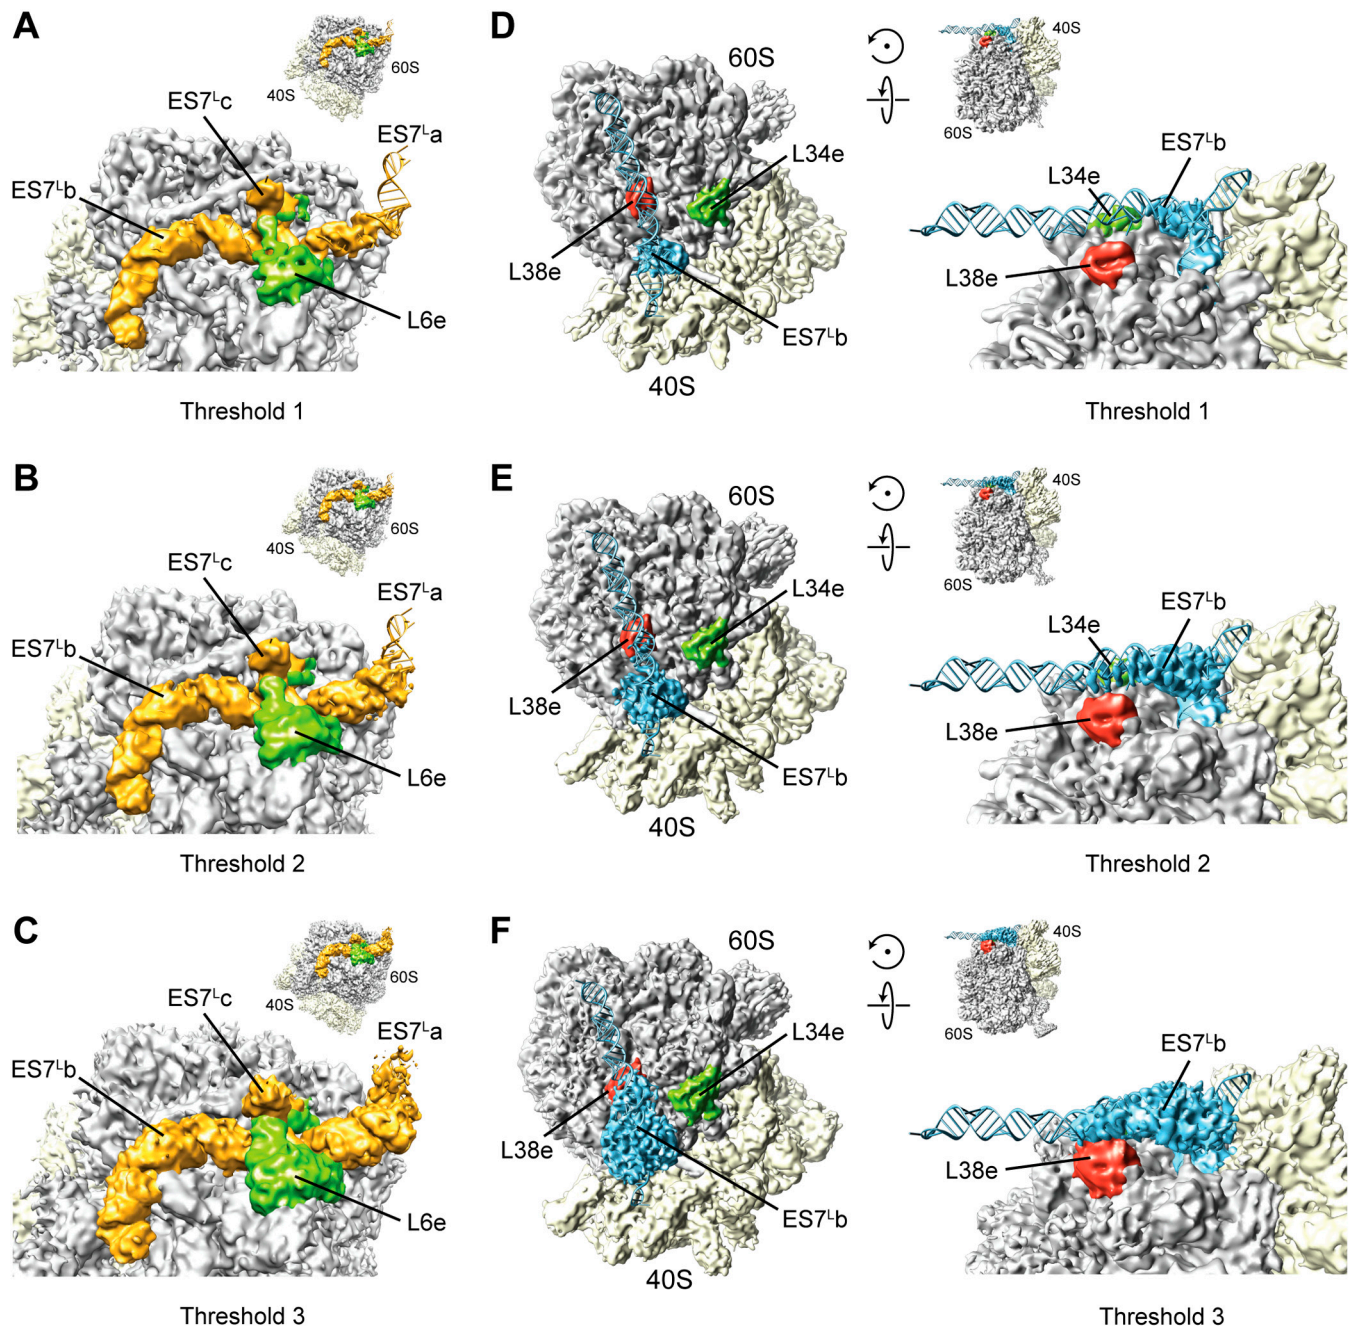 A
40S
60S
ES7ᴸc
ES7ᴸa
ES7ᴸb
L6e
Threshold 1
D
60S
L34e
L38e
ES7ᴸb
40S
40S
60S
ES7ᴸb
L34e
L38e
Threshold 1
B
40S
60S
ES7ᴸc
ES7ᴸa
ES7ᴸb
L6e
Threshold 2
E
60S
L34e
L38e
ES7ᴸb
40S
40S
60S
ES7ᴸb
L34e
L38e
Threshold 2
C
40S
60S
ES7ᴸc
ES7ᴸa
ES7ᴸb
L6e
Threshold 3
F
60S
L34e
L38e
ES7ᴸb
40S
40S
60S
ES7ᴸb
L38e
Threshold 3